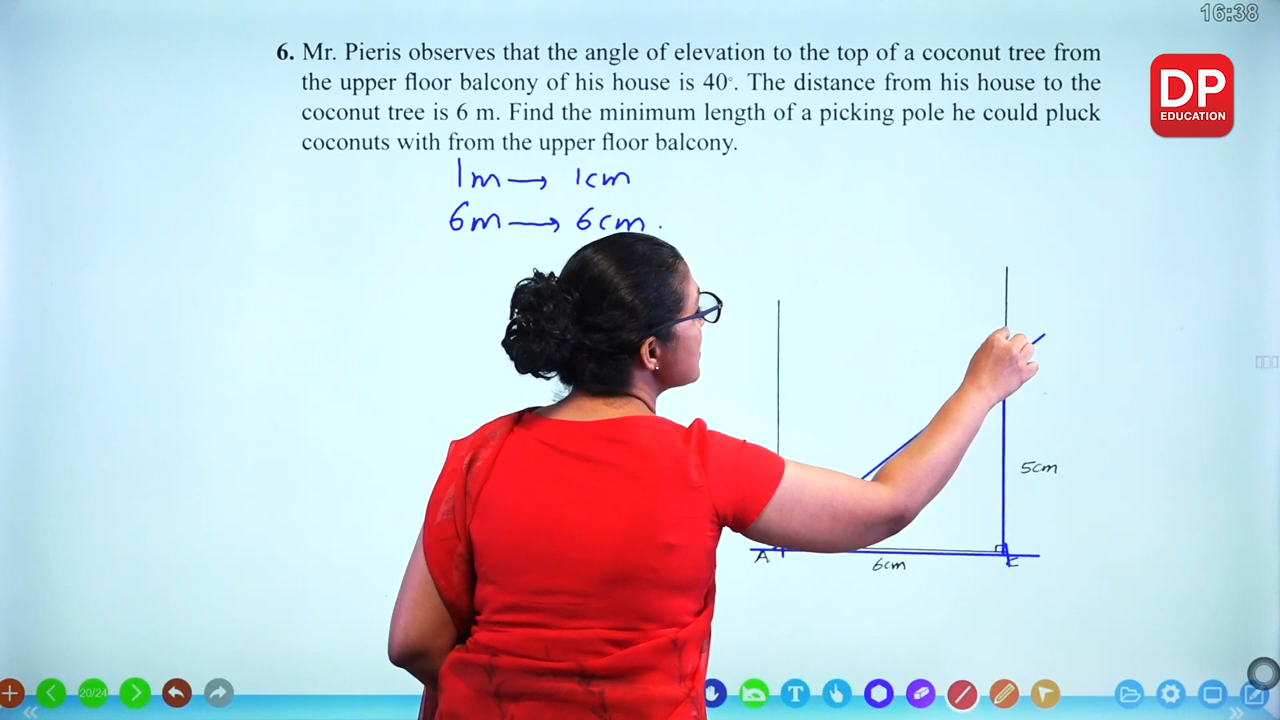 16:38
6. Mr. Pieris observes that the angle of elevation to the top of a coconut tree from
the upper floor balcony of his house is 40°. The distance from his house to the
coconut tree is 6 m. Find the minimum length of a picking pole he could pluck
coconuts with from the upper floor balcony.
DP
EDUCATION
1m → 1cm
6m → 6cm.
5cm
A
6cm
20/24
T